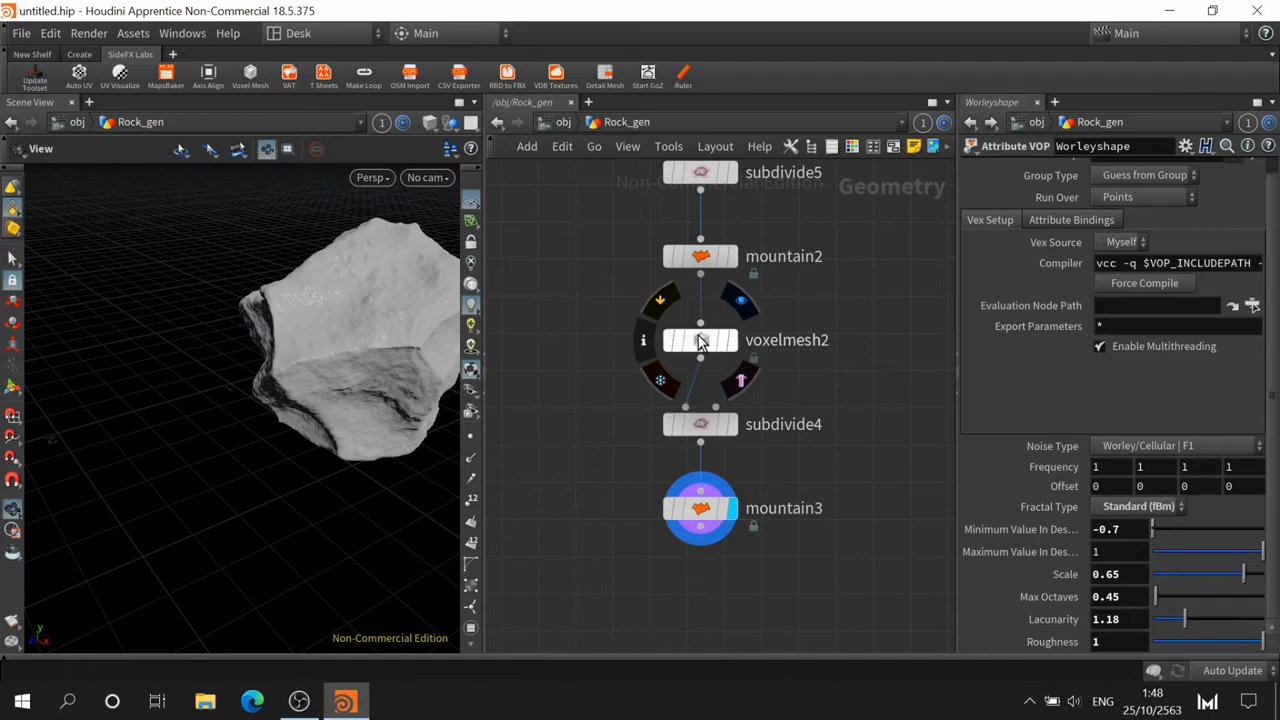 untitled.hip - Houdini Apprentice Non-Commercial 18.5.375
File Edit Render Assets Windows Help
Desk
Main
Main
New Shelf Create SideFX Labs
Update Toolset
Auto UV
UV Visualize
MapsBaker
Axis Align
Voxel Mesh
VAT
T Sheets
Make Loop
OSM Import
CSV Exporter
RBD to FBX
VDB Textures
Detail Mesh
Start GoZ
Ruler
Scene View
/obj/Rock_gen
Worleyshape
obj Rock_gen
obj Rock_gen
obj Rock_gen
View
Add Edit Go View Tools Layout Help
Attribute VOP Worleyshape
Persp
No cam
Non-Commercial Edition
Geometry
subdivide5
mountain2
voxelmesh2
subdivide4
mountain3
Non-Commercial Edition
Group Type Guess from Group
Run Over Points
Vex Setup Attribute Bindings
Vex Source Myself
Compiler vcc -q $VOP_INCLUDEPATH -
Force Compile
Evaluation Node Path
Export Parameters *
Enable Multithreading
Noise Type Worley/Cellular | F1
Frequency 1 1 1 1
Offset 0 0 0 0
Fractal Type Standard (fBm)
Minimum Value In Des... -0.7
Maximum Value In Des... 1
Scale 0.65
Max Octaves 0.45
Lacunarity 1.18
Roughness 1
Auto Update
ENG
1:48
25/10/2563